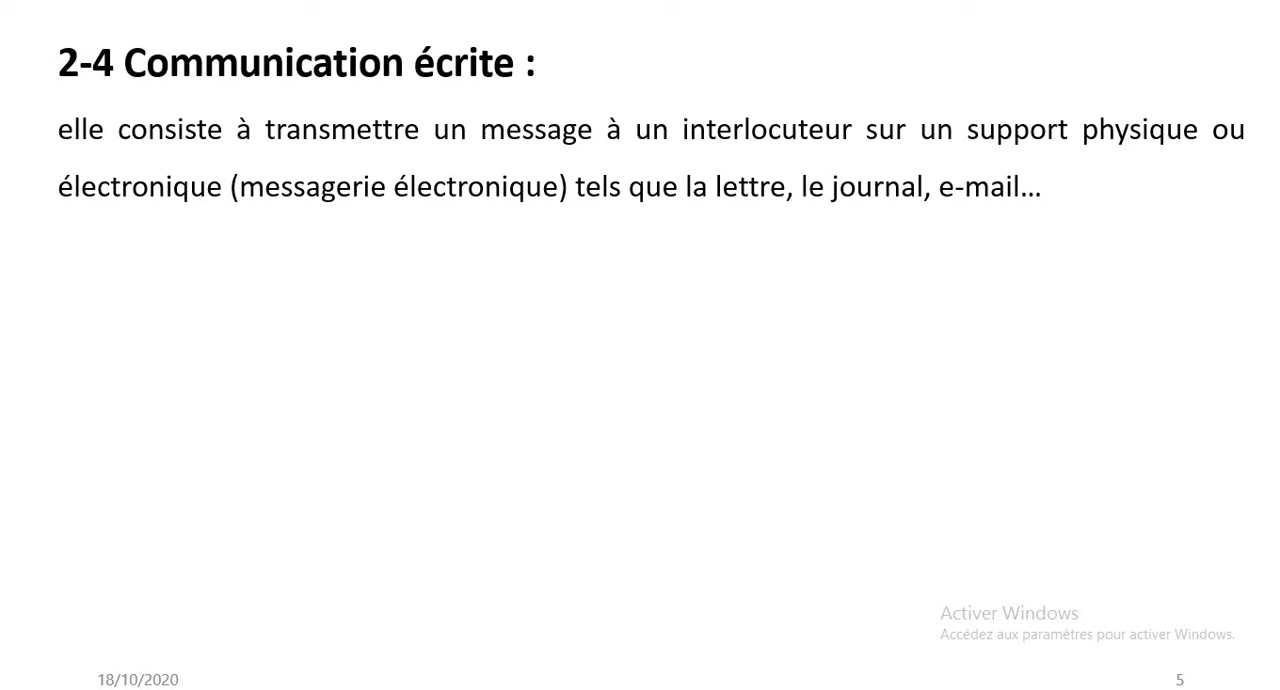 2-4 Communication écrite :
elle consiste à transmettre un message à un interlocuteur sur un support physique ou
électronique (messagerie électronique) tels que la lettre, le journal, e-mail…
Activer Windows
Accédez aux paramètres pour activer Windows.
18/10/2020
5